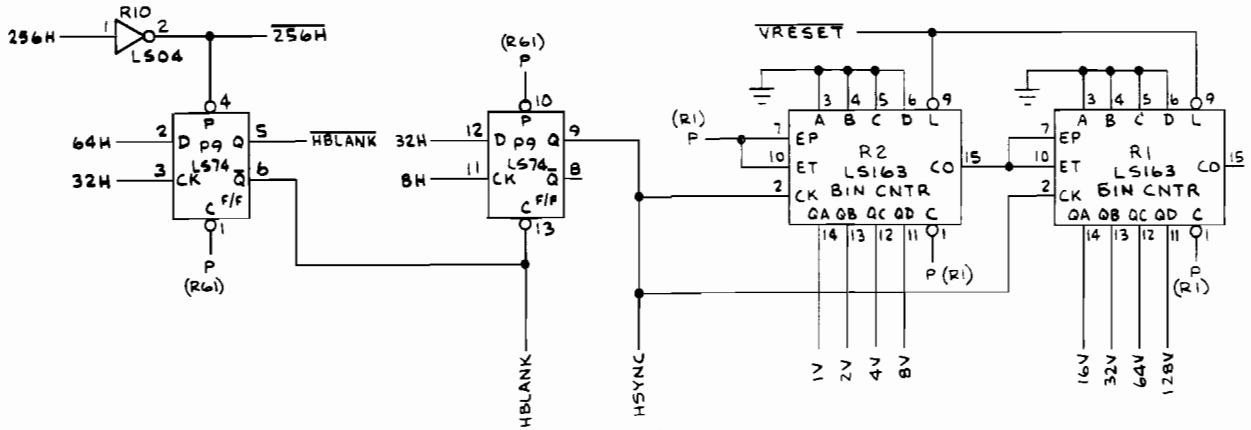 R10
256H 1 2 256H
LS04
VRESET
(R61)
P
4
P
64H 2 D Q 5 HBLANK
P9
LS74
32H 3 CK Q 6
F/F
C
1
P
(R61)
10
P
32H 12 D Q 9
P9
LS74
8H 11 CK Q 8
F/F
C
13
HBLANK
HSYNC
3 4 5 6 9
A B C D L
(R1)
P
7 EP
10 ET
R2
LS163
BIN CNTR
CO 15
2 CK
QA QB QC QD C
14 13 12 11 1
P (R1)
1V 2V 4V 8V
3 4 5 6 9
A B C D L
7 EP
10 ET
R1
LS163
BIN CNTR
CO 15
2 CK
QA QB QC QD C
14 13 12 11 1
P
(R1)
16V 32V 64V 128V